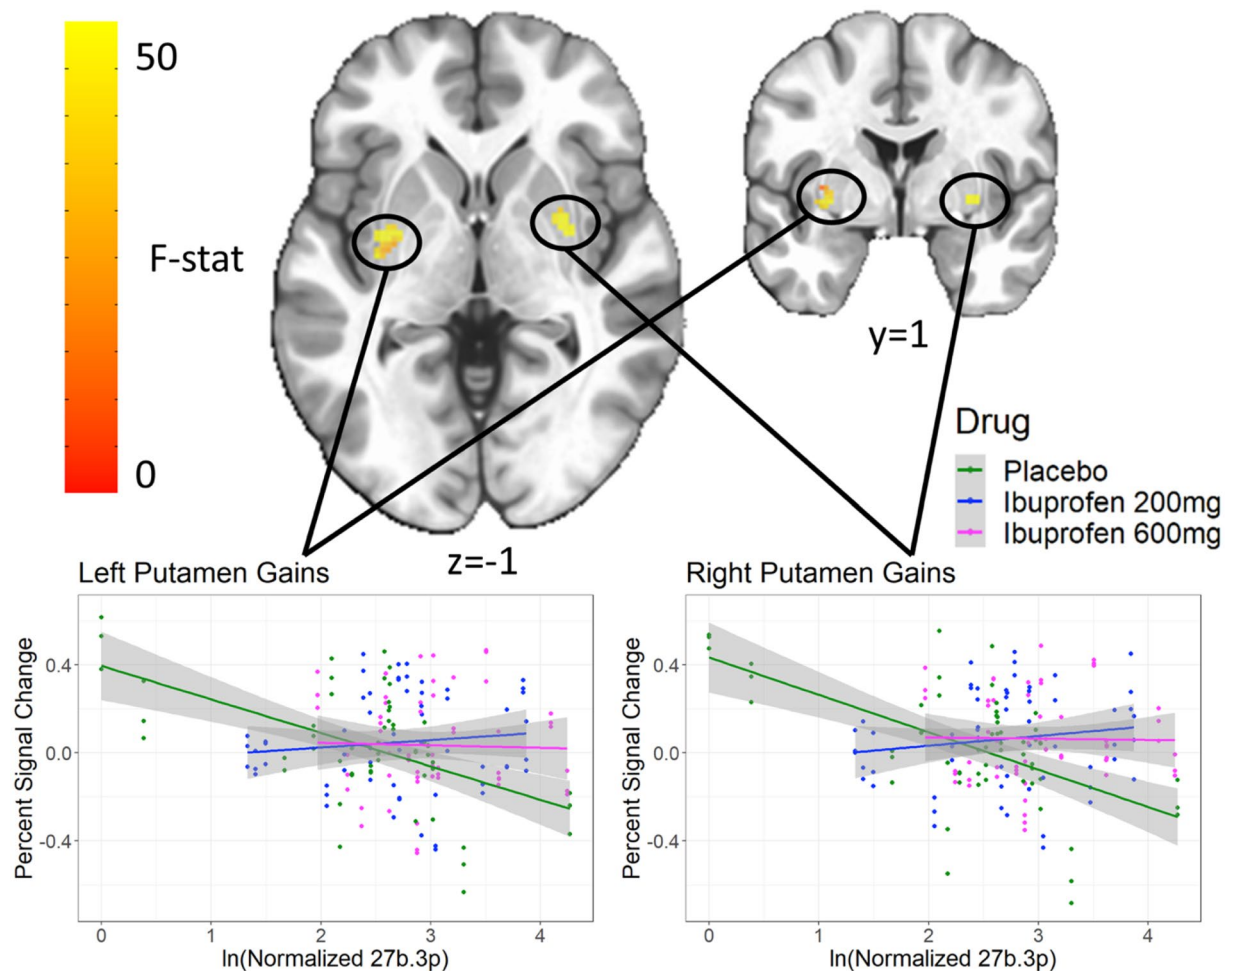 50
F-stat
0
y=1
z=-1
Drug
Placebo
Ibuprofen 200mg
Ibuprofen 600mg
Left Putamen Gains
Percent Signal Change
0.4
0.0
-0.4
0 1 2 3 4
ln(Normalized 27b.3p)
Right Putamen Gains
Percent Signal Change
0.4
0.0
-0.4
0 1 2 3 4
ln(Normalized 27b.3p)